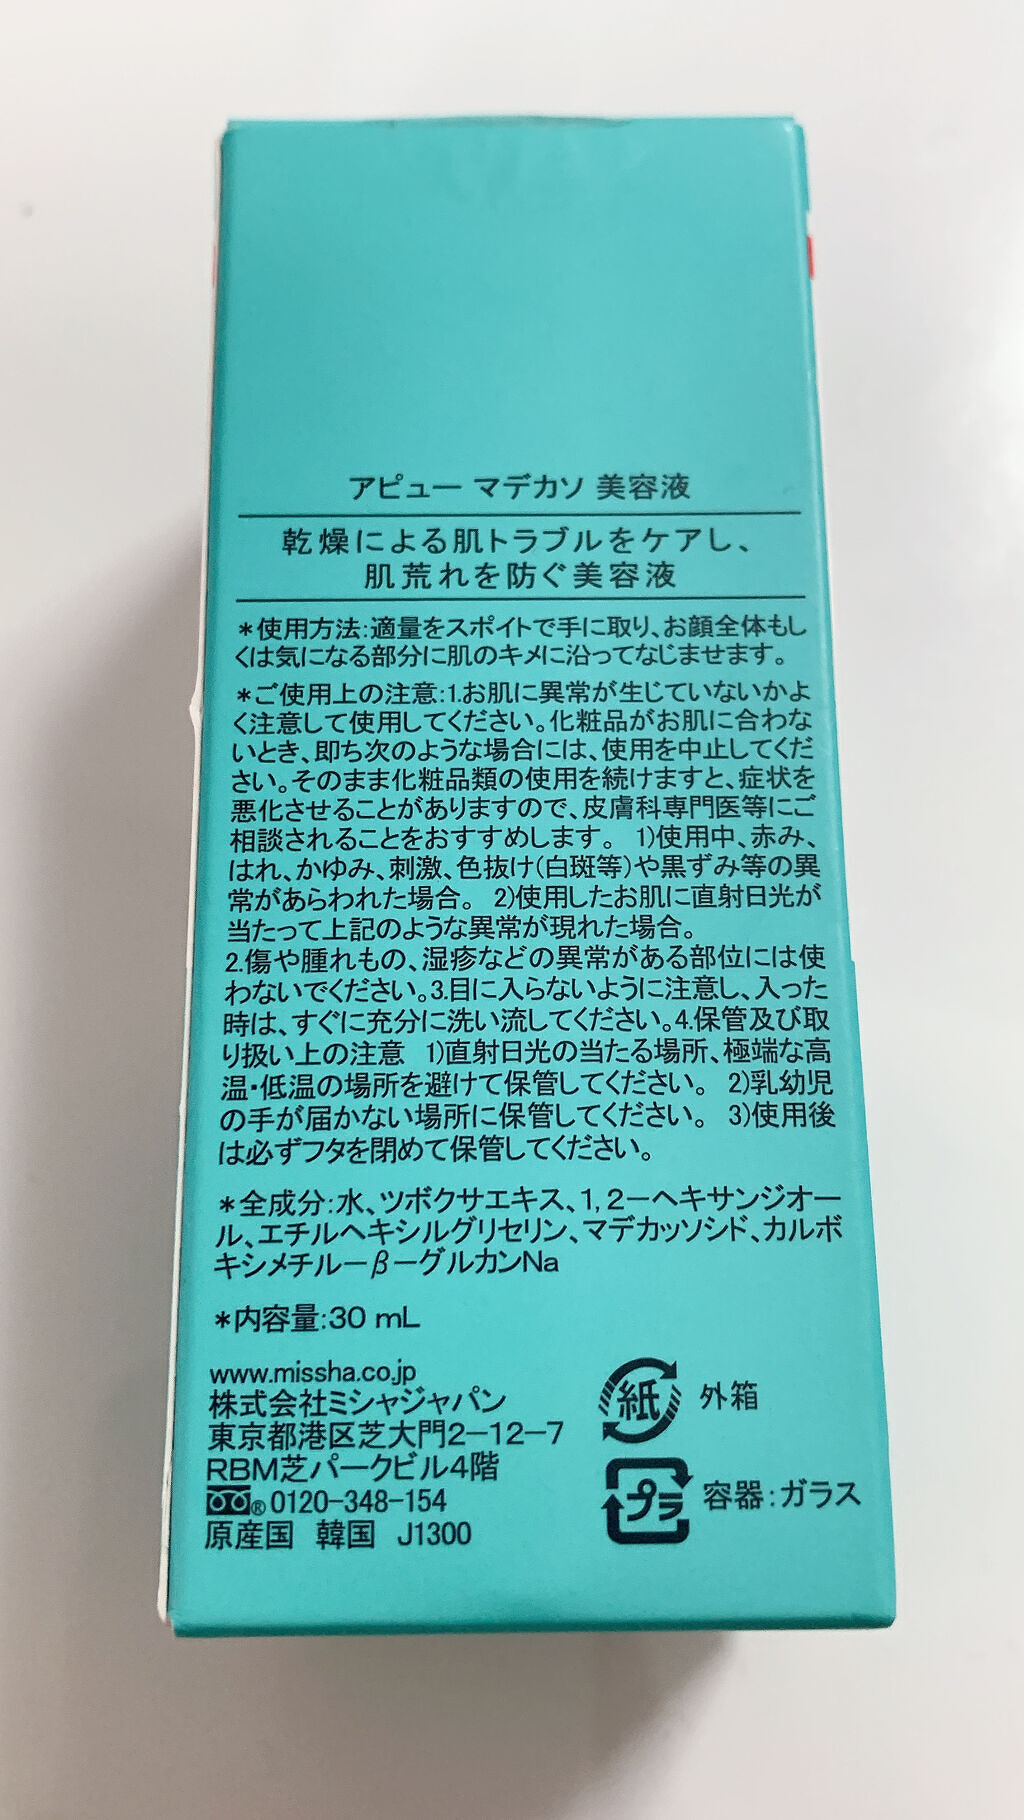 アピュー マデカソ 美容液
乾燥による肌トラブルをケアし、
肌荒れを防ぐ美容液
＊使用方法:適量をスポイトで手に取り、お顔全体もし
くは気になる部分に肌のキメに沿ってなじませます。
＊ご使用上の注意:1.お肌に異常が生じていないかよ
く注意して使用してください。化粧品がお肌に合わな
いとき、即ち次のような場合には、使用を中止してくだ
さい。そのまま化粧品類の使用を続けますと、症状を
悪化させることがありますので、皮膚科専門医等にご
相談されることをおすすめします。 1)使用中、赤み、
はれ、かゆみ、刺激、色抜け(白斑等)や黒ずみ等の異
常があらわれた場合。 2)使用したお肌に直射日光が
当たって上記のような異常が現れた場合。
2.傷や腫れもの、湿疹などの異常がある部位には使
わないでください。3.目に入らないように注意し、入った
時は、すぐに充分に洗い流してください。4.保管及び取
り扱い上の注意 1)直射日光の当たる場所、極端な高
温・低温の場所を避けて保管してください。 2)乳幼児
の手が届かない場所に保管してください。 3)使用後
は必ずフタを閉めて保管してください。
＊全成分:水、ツボクサエキス、1,2－ヘキサンジオー
ル、エチルヘキシルグリセリン、マデカッソシド、カルボ
キシメチル－β－グルカンNa
＊内容量:30 mL
www.missha.co.jp
株式会社ミシャジャパン
東京都港区芝大門2－12－7
RBM芝パークビル4階
®0120-348-154
原産国 韓国 J1300
紙 外箱
プラ 容器:ガラス